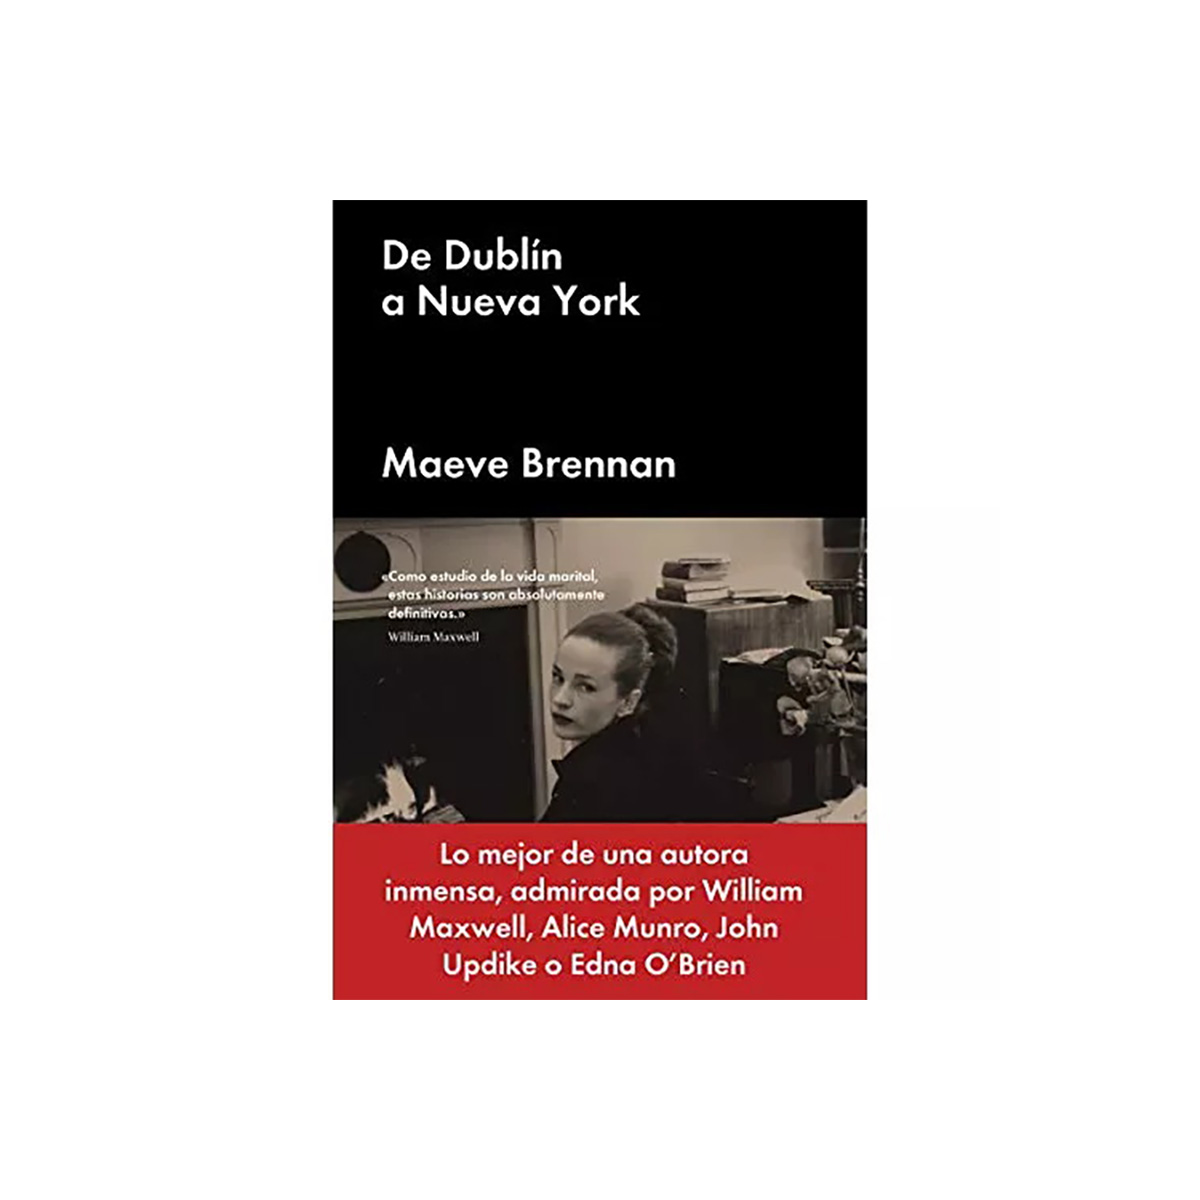 De Dublín
a Nueva York
Maeve Brennan
«Como estudio de la vida marital,
estas historias son absolutamente
definitivas.»
William Maxwell
Lo mejor de una autora
inmensa, admirada por William
Maxwell, Alice Munro, John
Updike o Edna O’Brien